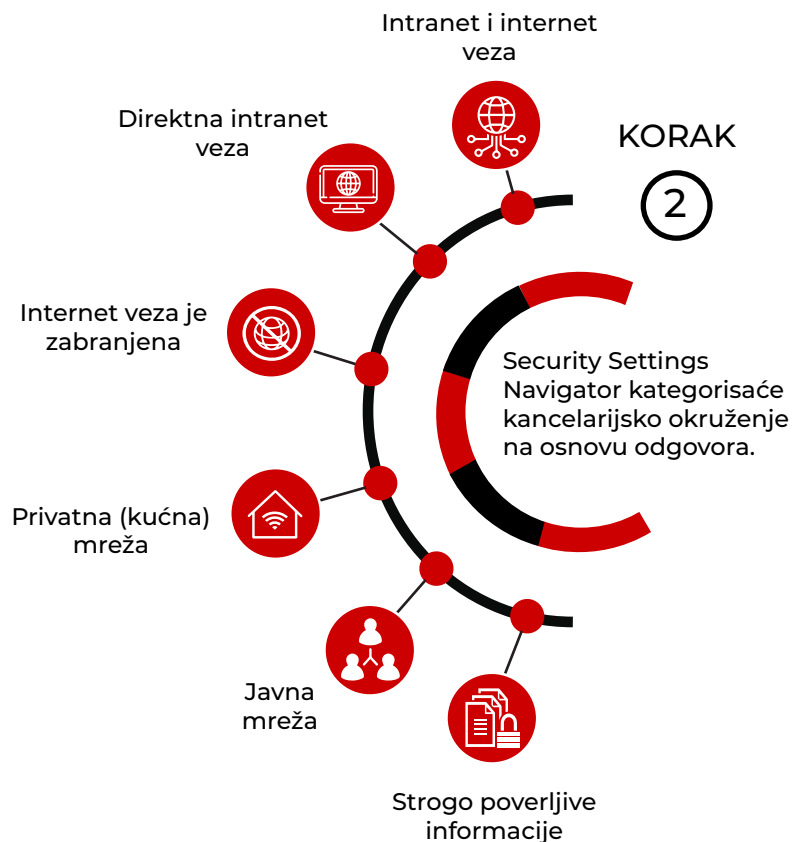 Intranet i internet
veza
KORAK
2
Direktna intranet
veza
Internet veza je
zabranjena
Security Settings
Navigator kategorisaće
kancelarijsko okruženje
na osnovu odgovora.
Privatna (kućna)
mreža
Javna
mreža
Strogo poverljive
informacije